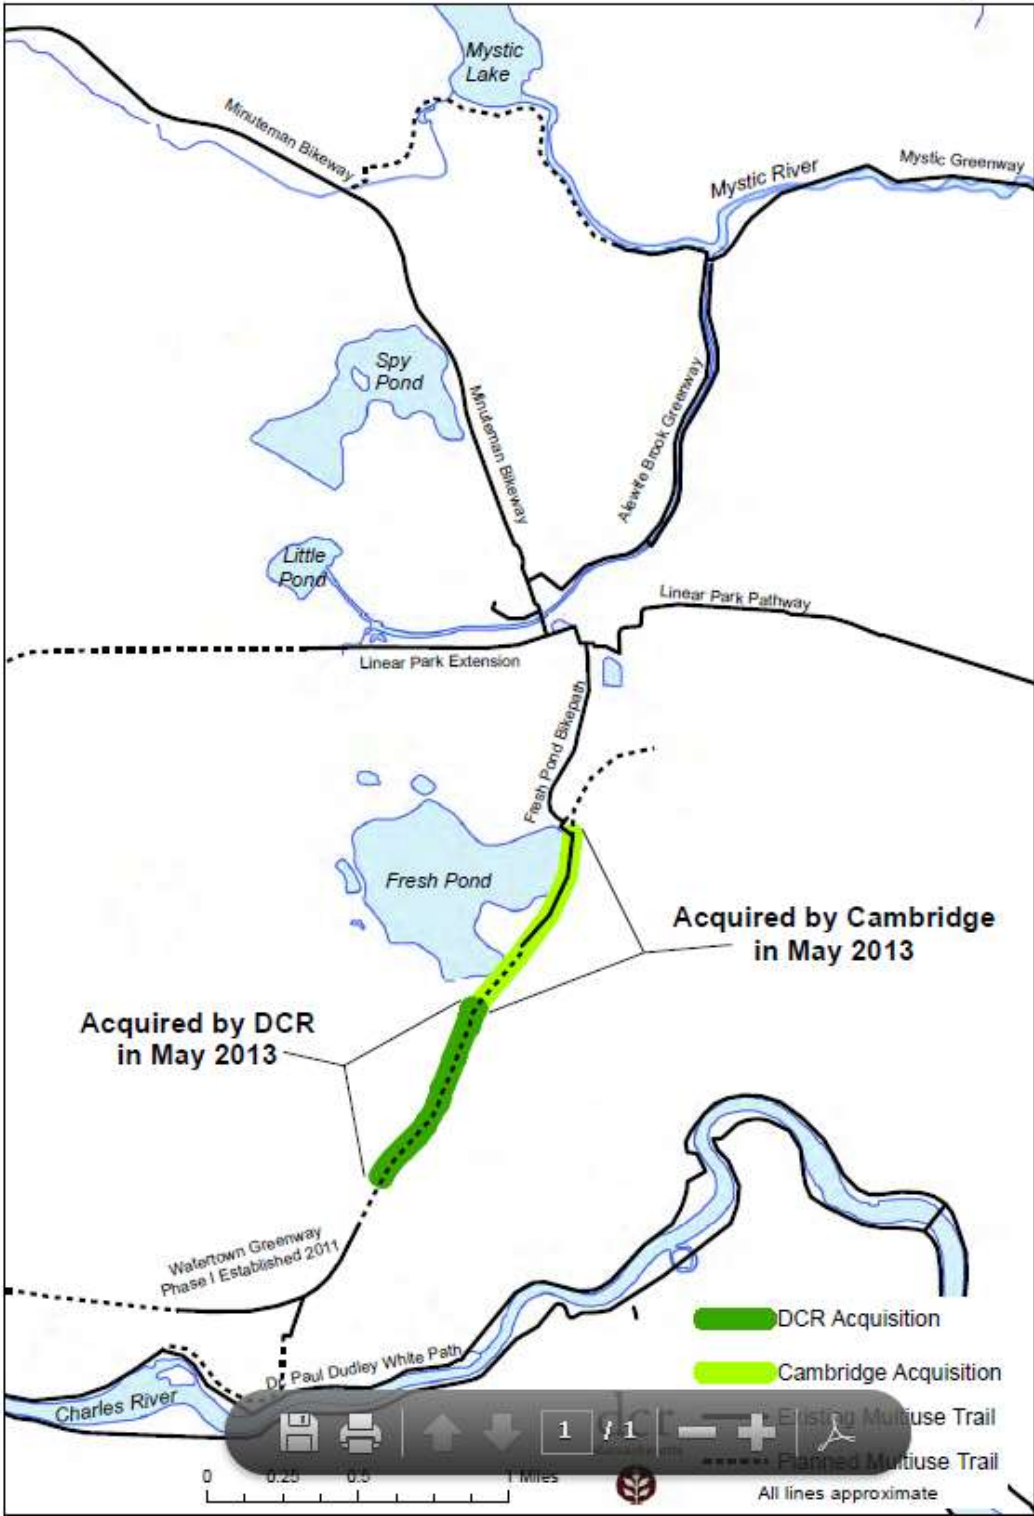 Mystic
Lake
Minuteman Bikeway
Mystic River
Mystic Greenway
Spy
Pond
Minuteman Bikeway
Alewife Brook Greenway
Little
Pond
Linear Park Pathway
Linear Park Extension
Fresh Pond Bikepath
Fresh Pond
Acquired by Cambridge
in May 2013
Acquired by DCR
in May 2013
Watertown Greenway
Phase I Established 2011
DCR Acquisition
Dr. Paul Dudley White Path
Cambridge Acquisition
Charles River
dcr
1 / 1
Existing Multiuse Trail
Planned Multiuse Trail
0 0.25 0.5 1 Miles
All lines approximate